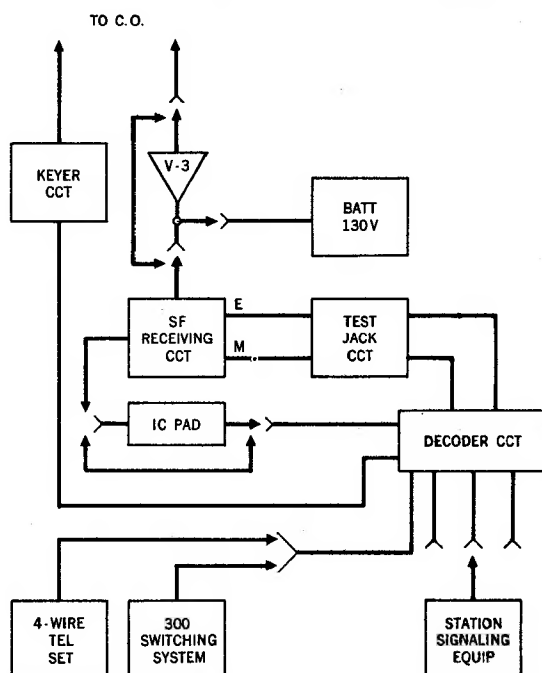 TO C.O.
KEYER
CCT
V-3
BATT
130V
SF
RECEIVING
CCT
E
M
TEST
JACK
CCT
IC PAD
DECODER CCT
4-WIRE
TEL
SET
300
SWITCHING
SYSTEM
STATION
SIGNALING
EQUIP